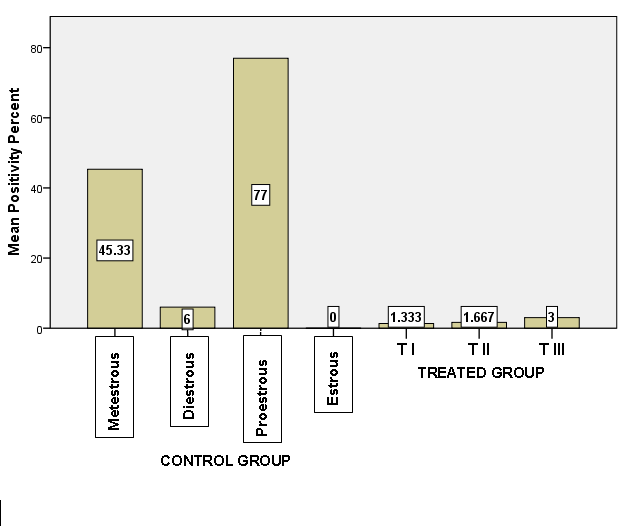 Mean Positivity Percent
80
60
40
20
0
45.33
6
77
0
1.333
1.667
3
Metestrous
Diestrous
Proestrous
Estrous
T I
T II
T III
TREATED GROUP
CONTROL GROUP